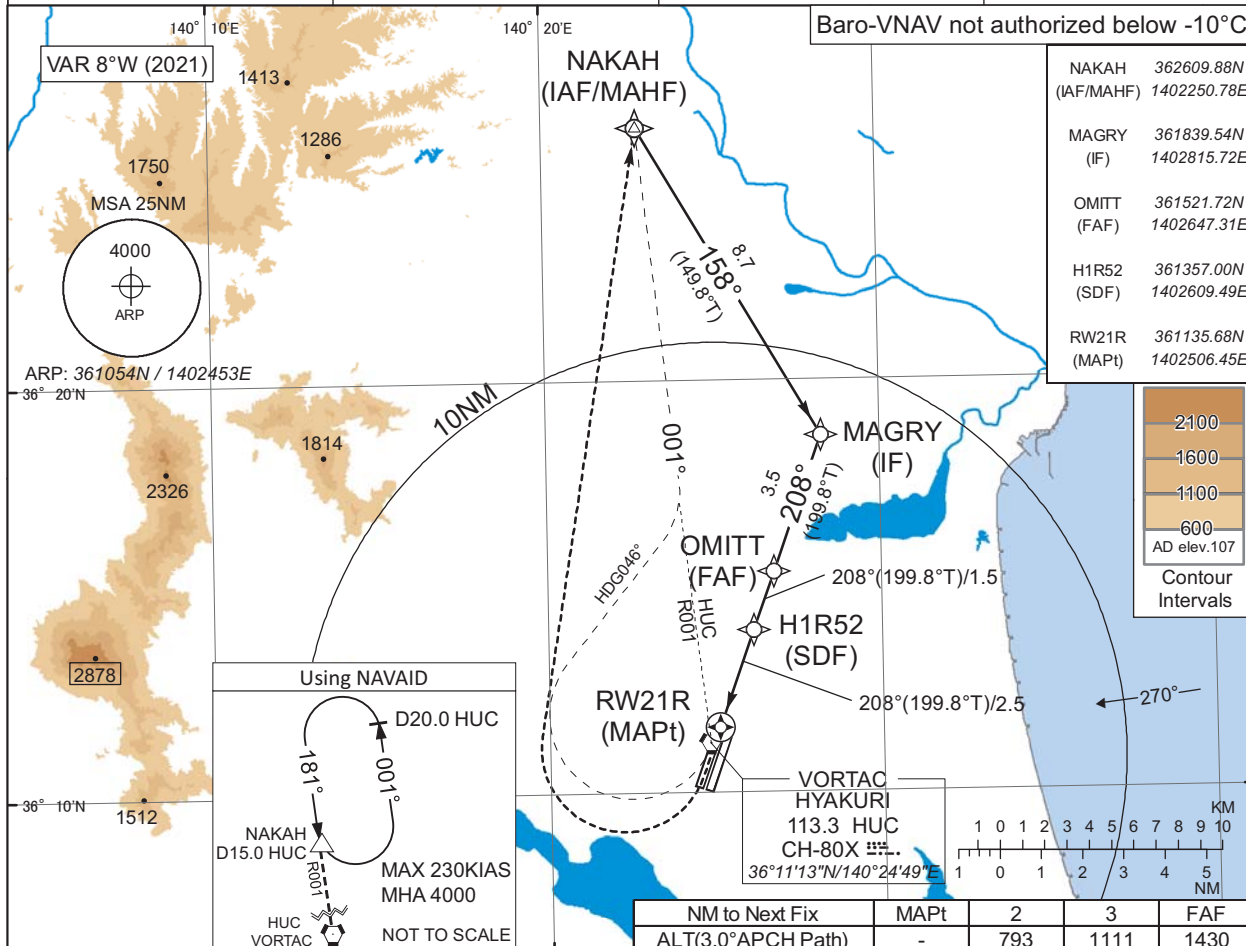 140° 10'E
140° 20'E
Baro-VNAV not authorized below -10°C
VAR 8°W (2021)
1413
1286
1750
MSA 25NM
4000
ARP
ARP: 361054N / 1402453E
36° 20'N
NAKAH
(IAF/MAHF)
8.7
158°
(149.8°T)
10NM
001°
MAGRY
(IF)
3.5
208°
(199.8°T)
1814
2326
OMITT
(FAF)
208°(199.8°T)/1.5
HDG046°
HUC
R001
H1R52
(SDF)
208°(199.8°T)/2.5
RW21R
(MAPt)
270°
2878
1512
36° 10'N
NAKAH 362609.88N
(IAF/MAHF) 1402250.78E
MAGRY 361839.54N
(IF) 1402815.72E
OMITT 361521.72N
(FAF) 1402647.31E
H1R52 361357.00N
(SDF) 1402609.49E
RW21R 361135.68N
(MAPt) 1402506.45E
2100
1600
1100
600
AD elev.107
Contour
Intervals
Using NAVAID
D20.0 HUC
181°
001°
NAKAH
D15.0 HUC
R001
MAX 230KIAS
MHA 4000
HUC
VORTAC
NOT TO SCALE
VORTAC
HYAKURI
113.3 HUC
CH-80X
36°11'13"N/140°24'49"E
KM
1 0 1 2 3 4 5 6 7 8 9 10
1 0 1 2 3 4 5
NM
NM to Next Fix MAPt 2 3 FAF
ALT(3.0°APCH Path) - 793 1111 1430